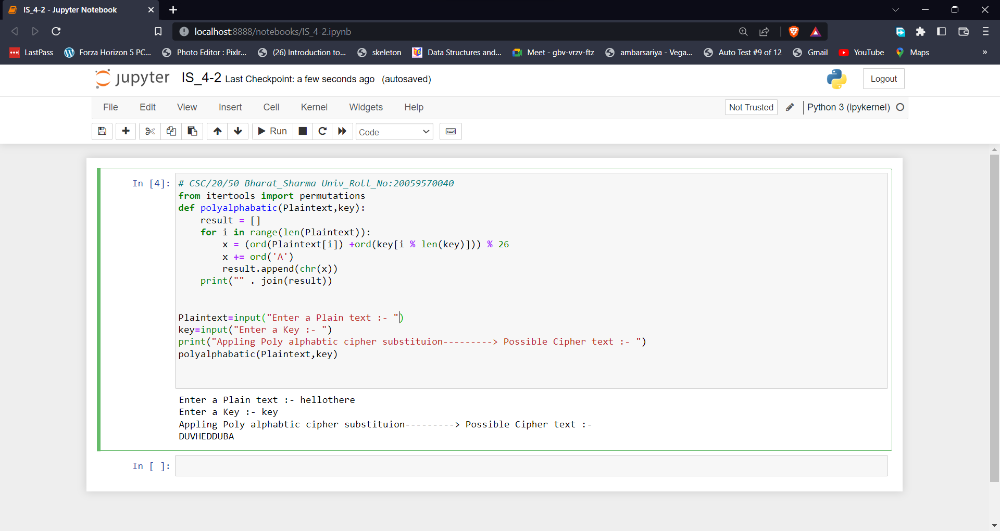 IS_4-2 - Jupyter Notebook
localhost:8888/notebooks/IS_4-2.ipynb
LastPass Forza Horizon 5 PC... Photo Editor : Pixlr... (26) Introduction to... skeleton Data Structures and... Meet - gbv-vrzv-ftz ambarsariya - Vega... Auto Test #9 of 12 Gmail YouTube Maps »
jupyter IS_4-2 Last Checkpoint: a few seconds ago (autosaved) Logout
File Edit View Insert Cell Kernel Widgets Help Not Trusted Python 3 (ipykernel)
Run Code
In [4]: # CSC/20/50 Bharat_Sharma Univ_Roll_No:20059570040
from itertools import permutations
def polyalphabatic(Plaintext,key):
    result = []
    for i in range(len(Plaintext)):
        x = (ord(Plaintext[i]) +ord(key[i % len(key)])) % 26
        x += ord('A')
        result.append(chr(x))
    print("" . join(result))
Plaintext=input("Enter a Plain text :- ")
key=input("Enter a Key :- ")
print("Appling Poly alphabtic cipher substituion---------> Possible Cipher text :- ")
polyalphabatic(Plaintext,key)
Enter a Plain text :- hellothere
Enter a Key :- key
Appling Poly alphabtic cipher substituion---------> Possible Cipher text :-
DUVHEDDUBA
In [ ]: